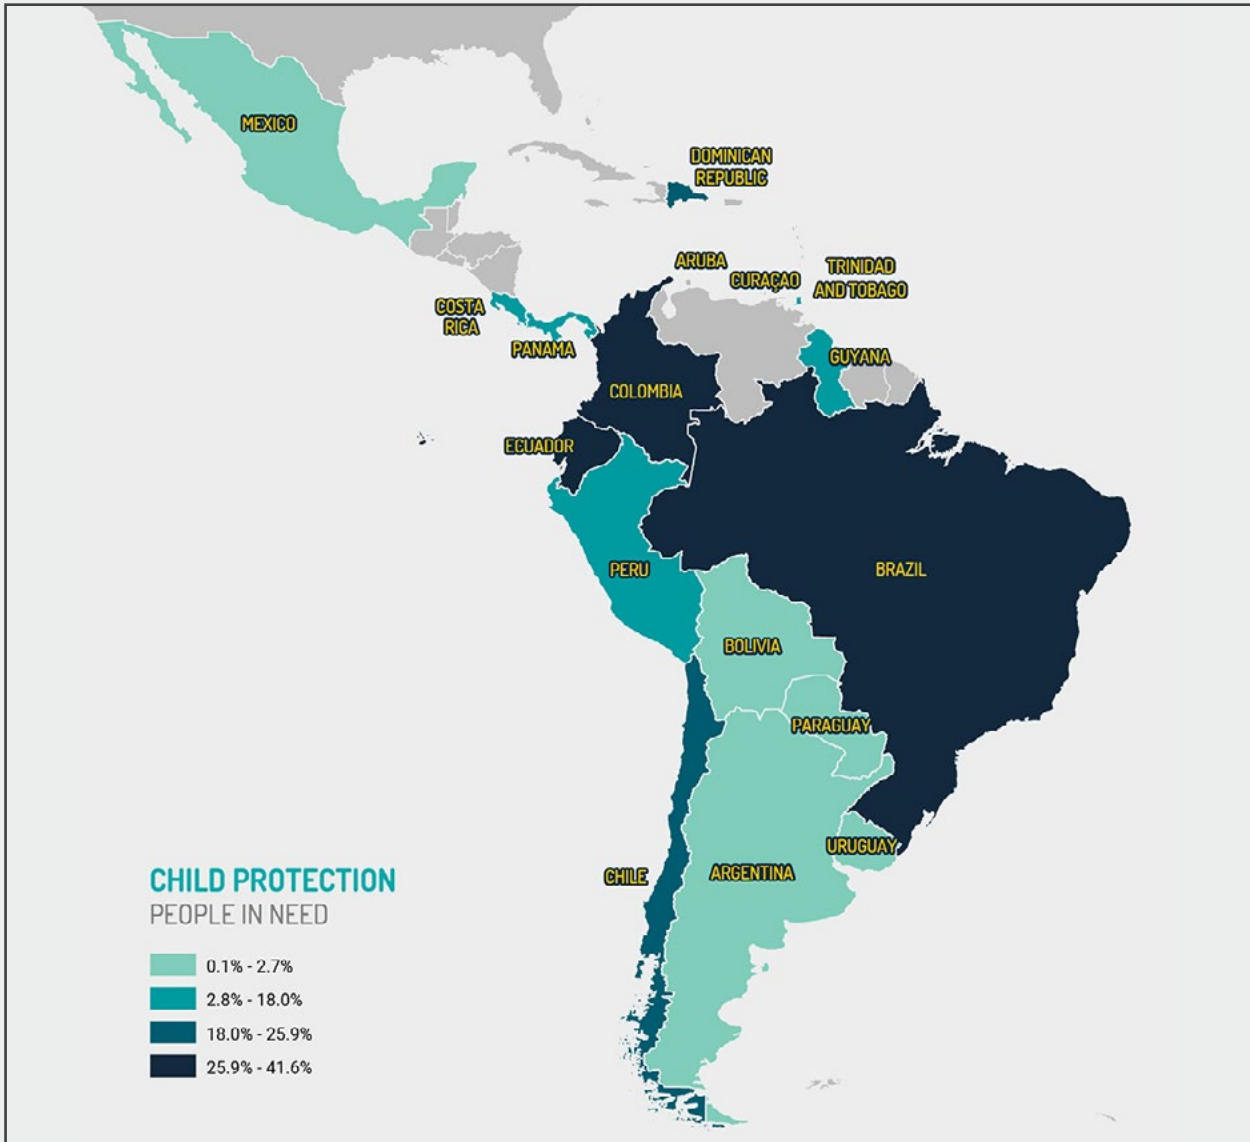 MEXICO
DOMINICAN
REPUBLIC
ARUBA
CURAÇAO
TRINIDAD
AND TOBAGO
COSTA
RICA
PANAMA
GUYANA
COLOMBIA
ECUADOR
PERU
BRAZIL
BOLIVIA
PARAGUAY
URUGUAY
CHILE
ARGENTINA
CHILD PROTECTION
PEOPLE IN NEED
0.1% - 2.7%
2.8% - 18.0%
18.0% - 25.9%
25.9% - 41.6%